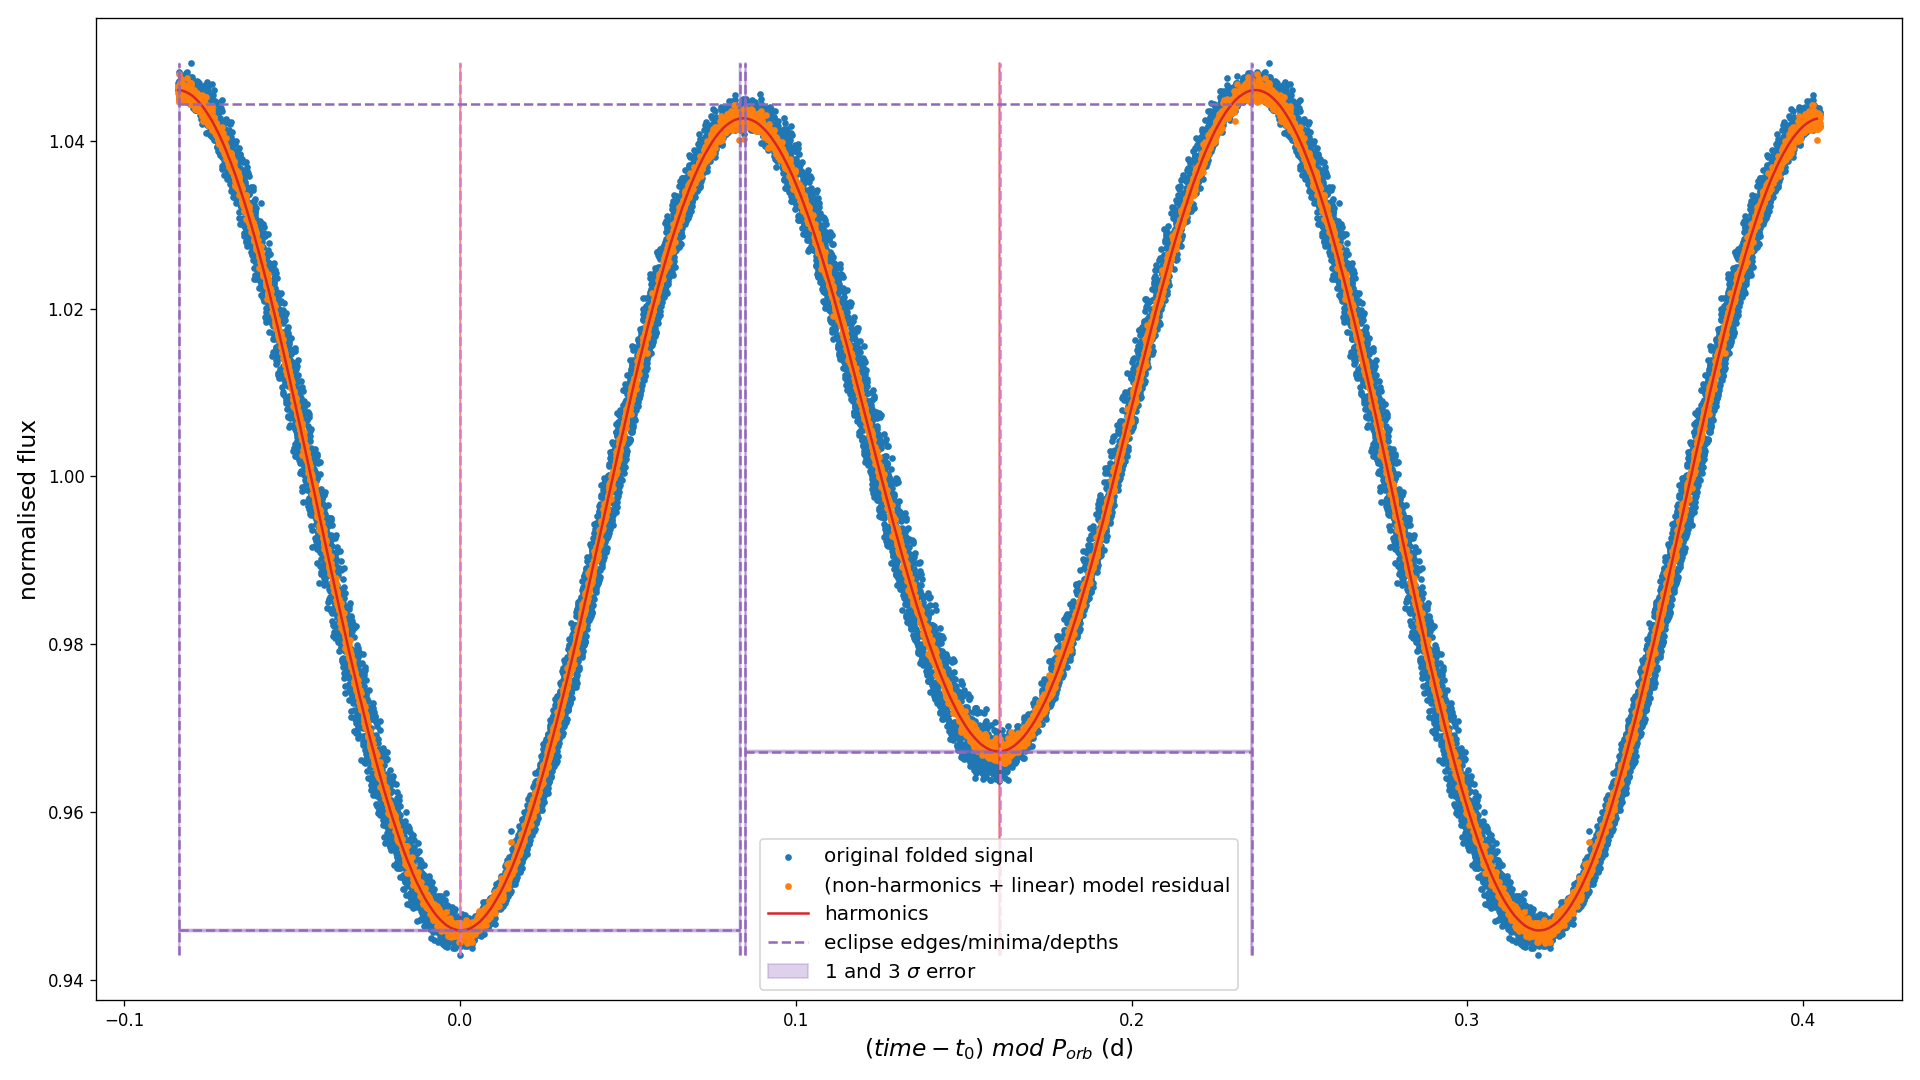 normalised flux
1.04
1.02
1.00
0.98
0.96
0.94
original folded signal
(non-harmonics + linear) model residual
harmonics
eclipse edges/minima/depths
1 and 3 σ error
−0.1
0.0
0.1
0.2
0.3
0.4
(time − t₀) mod Pₒᵣb (d)